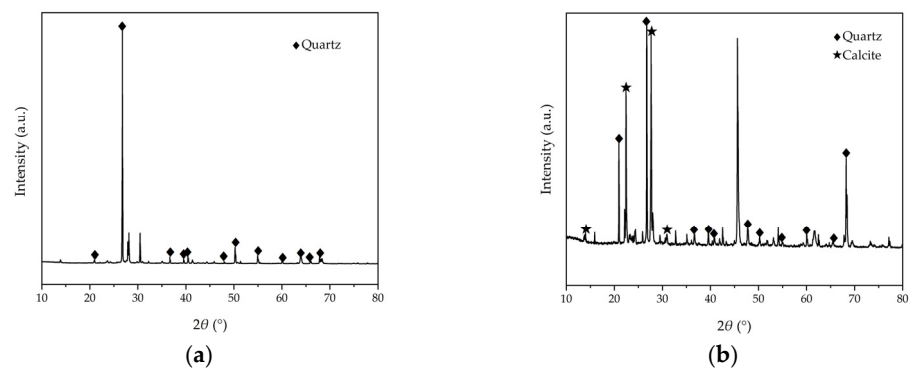 ◆ Quartz
Intensity (a.u.)
10 20 30 40 50 60 70 80
2θ (°)
(a)
◆ Quartz
★ Calcite
Intensity (a.u.)
10 20 30 40 50 60 70 80
2θ (°)
(b)